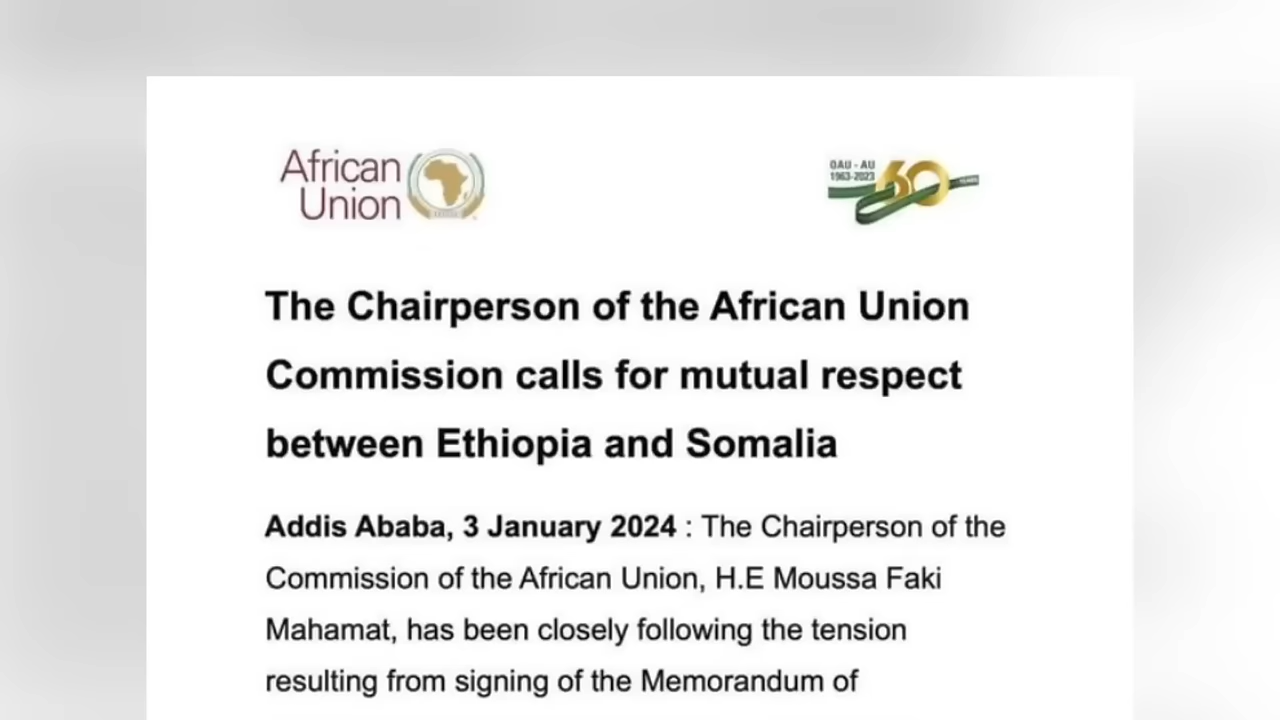 African
Union
OAU - AU
1963-2023
60
YEARS
The Chairperson of the African Union
Commission calls for mutual respect
between Ethiopia and Somalia
Addis Ababa, 3 January 2024 : The Chairperson of the
Commission of the African Union, H.E Moussa Faki
Mahamat, has been closely following the tension
resulting from signing of the Memorandum of